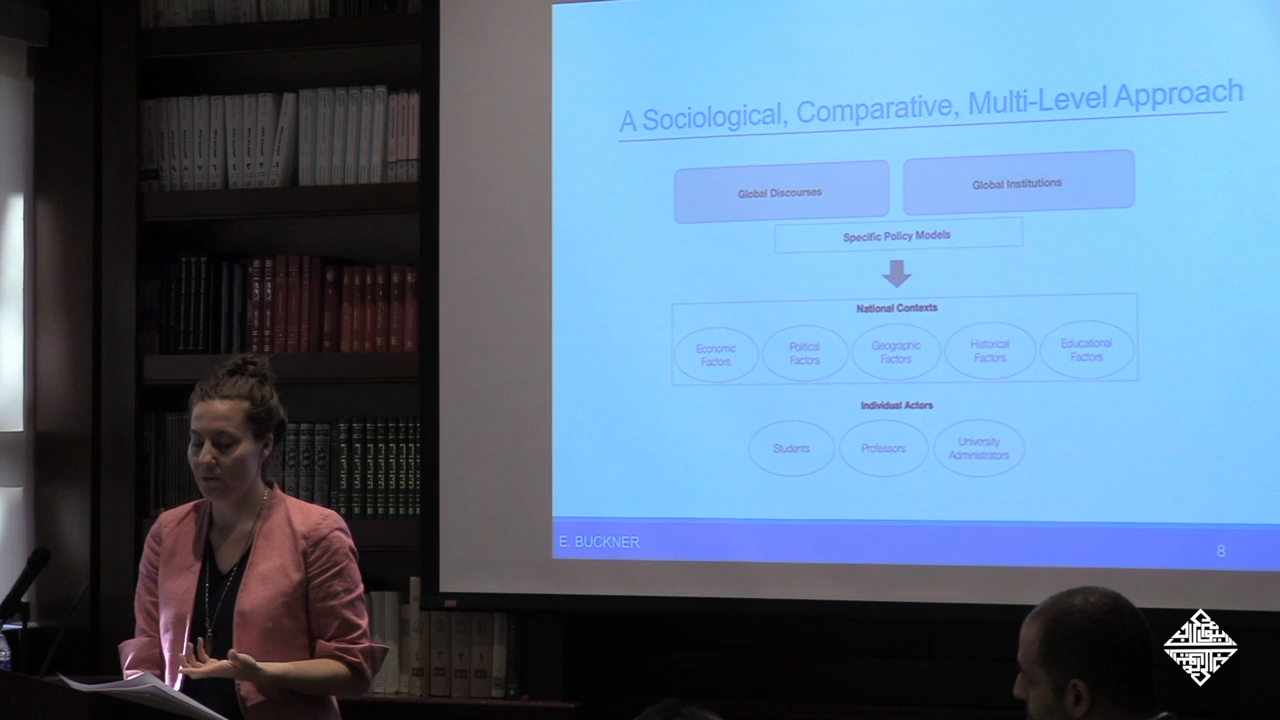 A Sociological, Comparative, Multi-Level Approach
Global Discourses
Global Institutions
Specific Policy Models
National Contexts
Economic
Factors
Political
Factors
Geographic
Factors
Historical
Factors
Educational
Factors
Individual Actors
Students
Professors
University
Administrators
E. BUCKNER
8